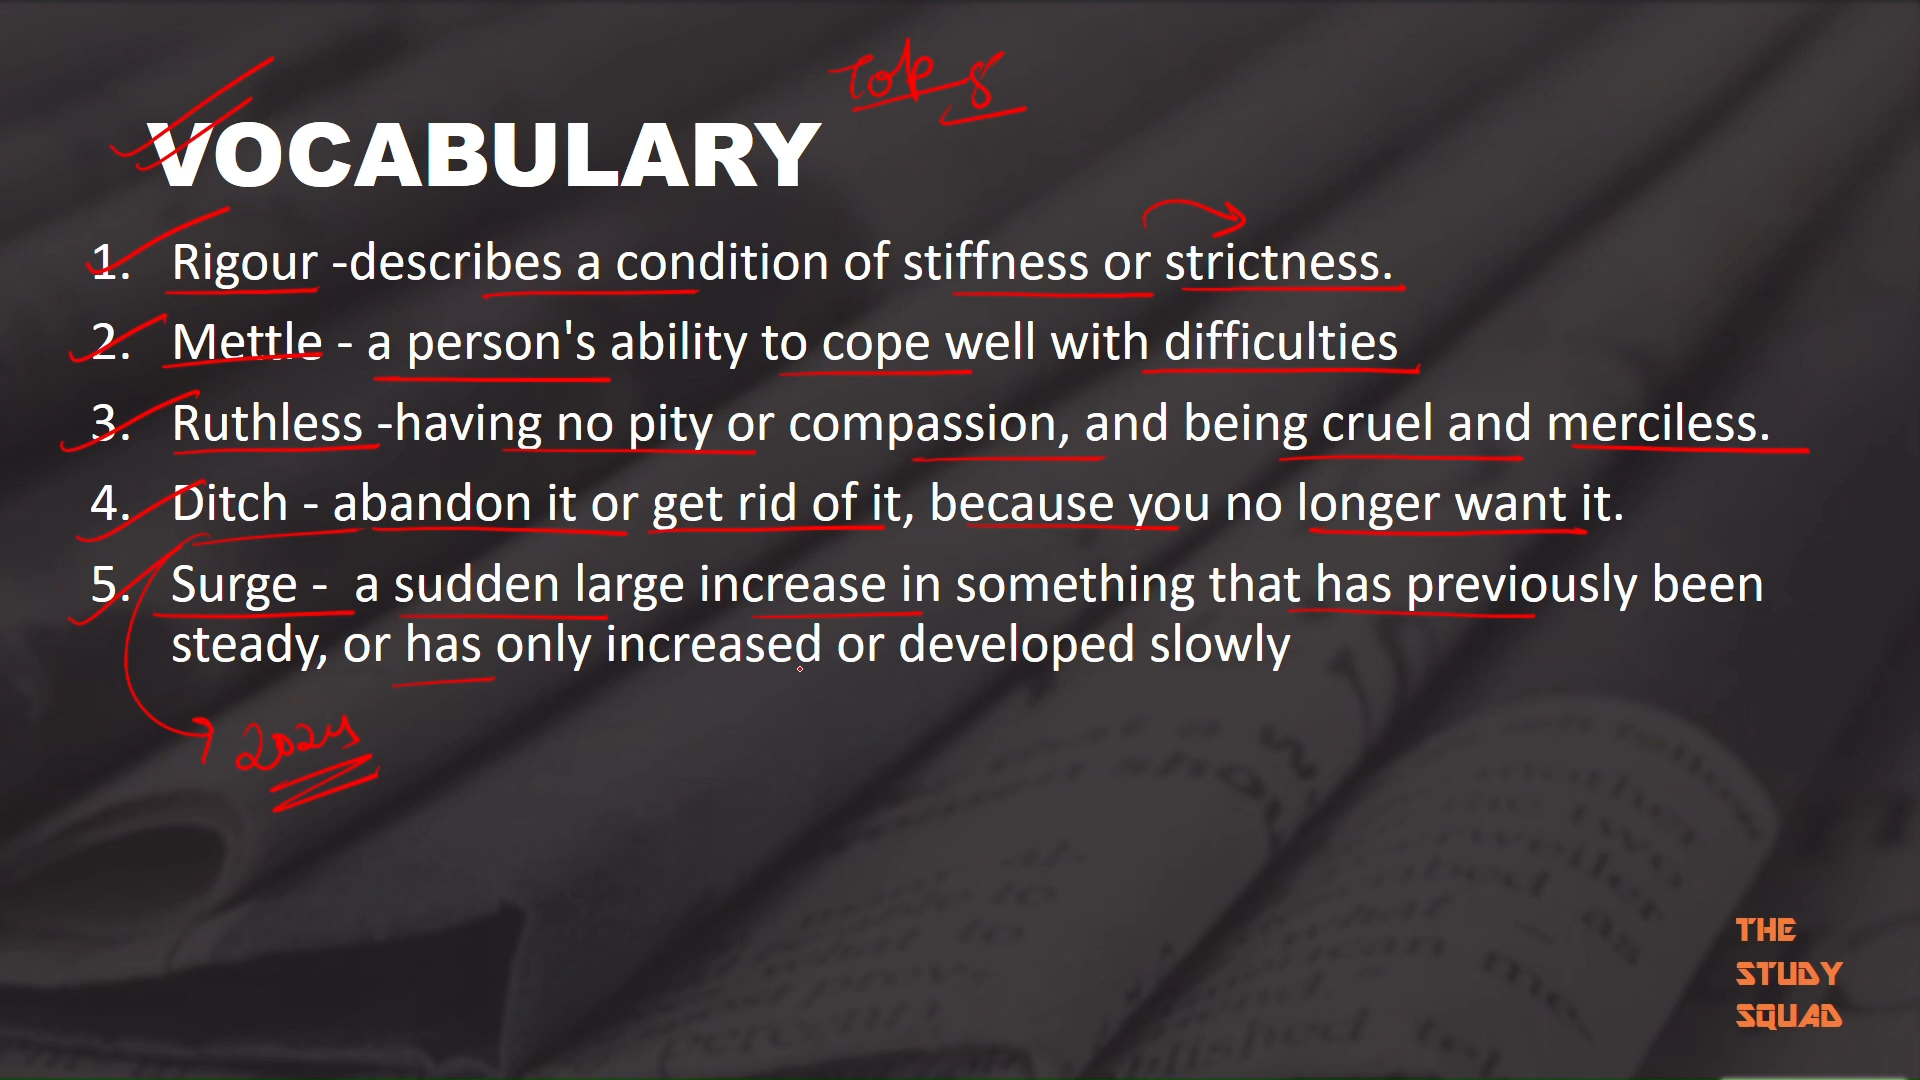 Top 8
VOCABULARY
1. Rigour -describes a condition of stiffness or strictness.
2. Mettle - a person's ability to cope well with difficulties
3. Ruthless -having no pity or compassion, and being cruel and merciless.
4. Ditch - abandon it or get rid of it, because you no longer want it.
5. Surge - a sudden large increase in something that has previously been
steady, or has only increased or developed slowly
2024
THE
STUDY
SQUAD